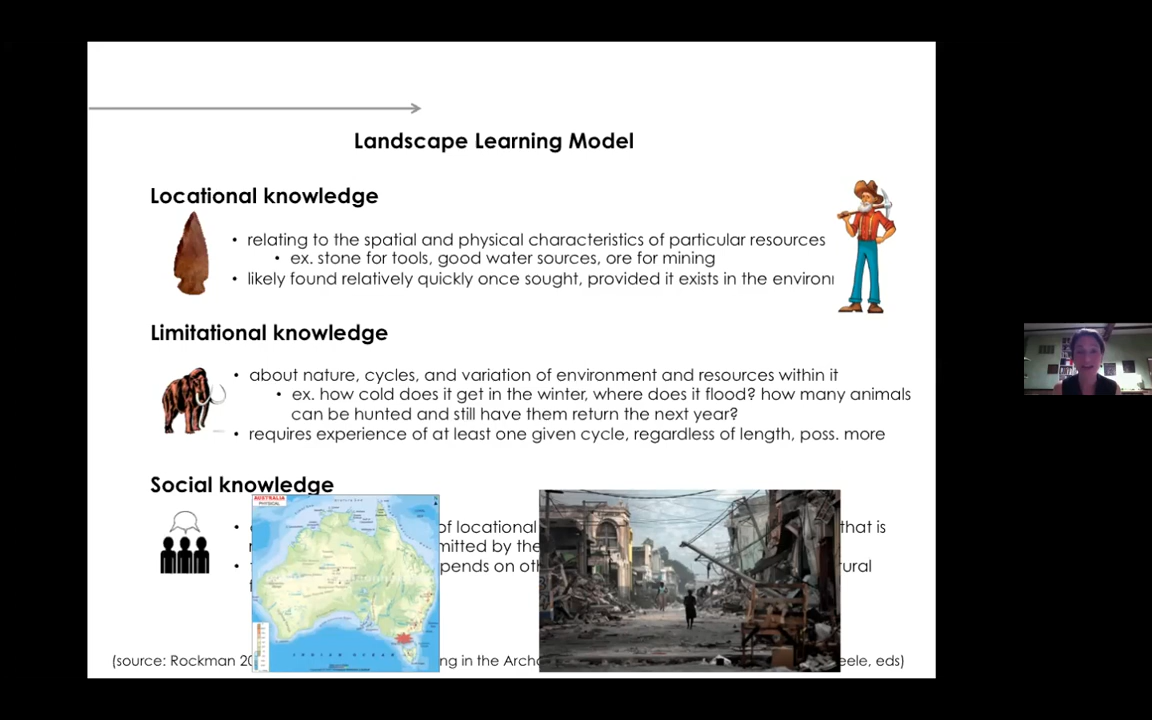 Landscape Learning Model
Locational knowledge
• relating to the spatial and physical characteristics of particular resources
• ex. stone for tools, good water sources, ore for mining
• likely found relatively quickly once sought, provided it exists in the environ
Limitational knowledge
• about nature, cycles, and variation of environment and resources within it
• ex. how cold does it get in the winter, where does it flood? how many animals
can be hunted and still have them return the next year?
• requires experience of at least one given cycle, regardless of length, poss. more
Social knowledge
AUSTRALIA
PHYSICAL
• of locational that is
mitted by the
• pends on oth ural
INDIAN OCEAN
(source: Rockman 20 ng in the Archa eele, eds)